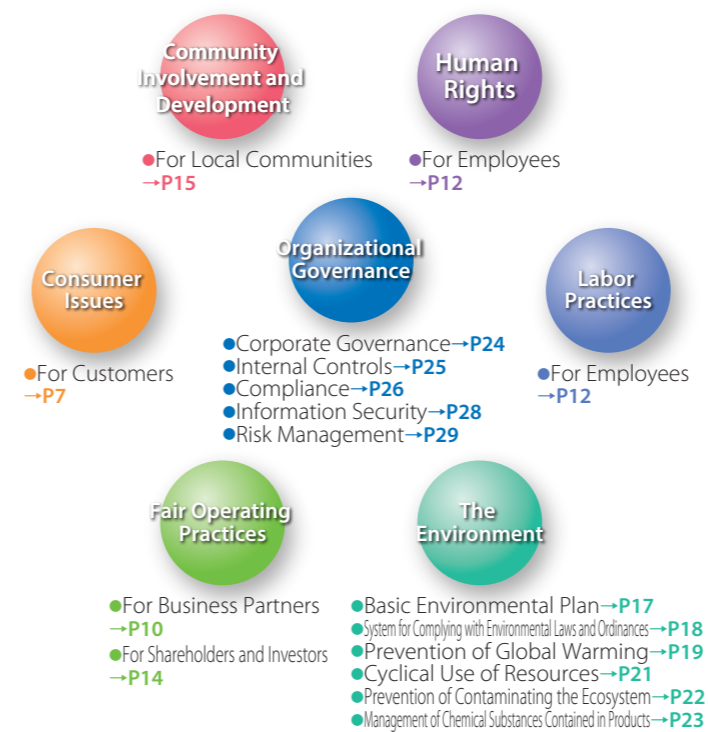 Community
Involvement and
Development
●For Local Communities
→P15
Human
Rights
●For Employees
→P12
Consumer
Issues
●For Customers
→P7
Organizational
Governance
●Corporate Governance→P24
●Internal Controls→P25
●Compliance→P26
●Information Security→P28
●Risk Management→P29
Labor
Practices
●For Employees
→P12
Fair Operating
Practices
●For Business Partners
→P10
●For Shareholders and Investors
→P14
The
Environment
●Basic Environmental Plan→P17
●System for Complying with Environmental Laws and Ordinances→P18
●Prevention of Global Warming→P19
●Cyclical Use of Resources→P21
●Prevention of Contaminating the Ecosystem→P22
●Management of Chemical Substances Contained in Products→P23